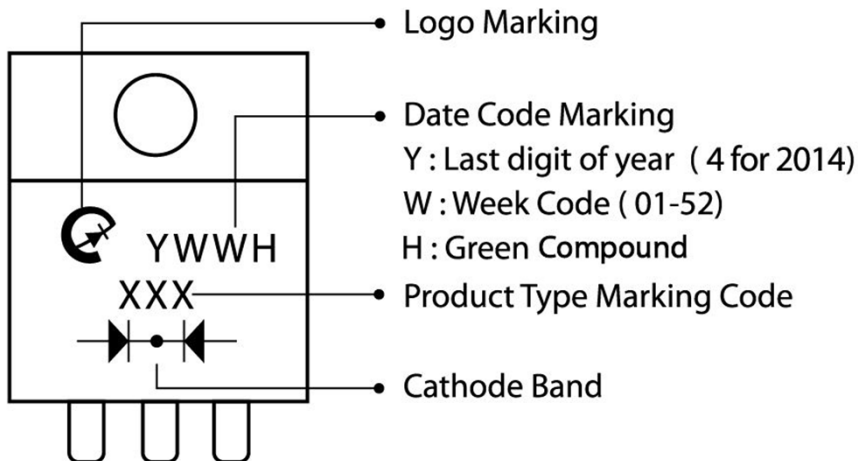 Logo Marking
Date Code Marking
Y : Last digit of year ( 4 for 2014)
W : Week Code ( 01-52)
H : Green Compound
YWWH
XXX
Product Type Marking Code
Cathode Band